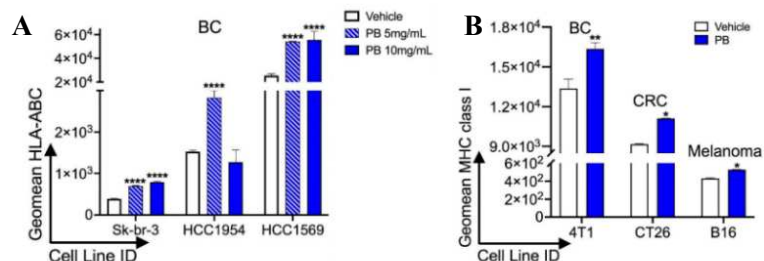 A
BC
Vehicle
PB 5mg/mL
PB 10mg/mL
Geomean HLA-ABC
6×10⁴
4×10⁴
2×10⁴
2×10³
1×10³
0
****
****
****
****
****
Sk-br-3
HCC1954
HCC1569
Cell Line ID
B
Vehicle
PB
Geomean MHC class I
1.8×10⁴
1.5×10⁴
1.2×10⁴
9.0×10³
6×10²
4×10²
2×10²
0
BC
**
CRC
*
Melanoma
*
4T1
CT26
B16
Cell Line ID